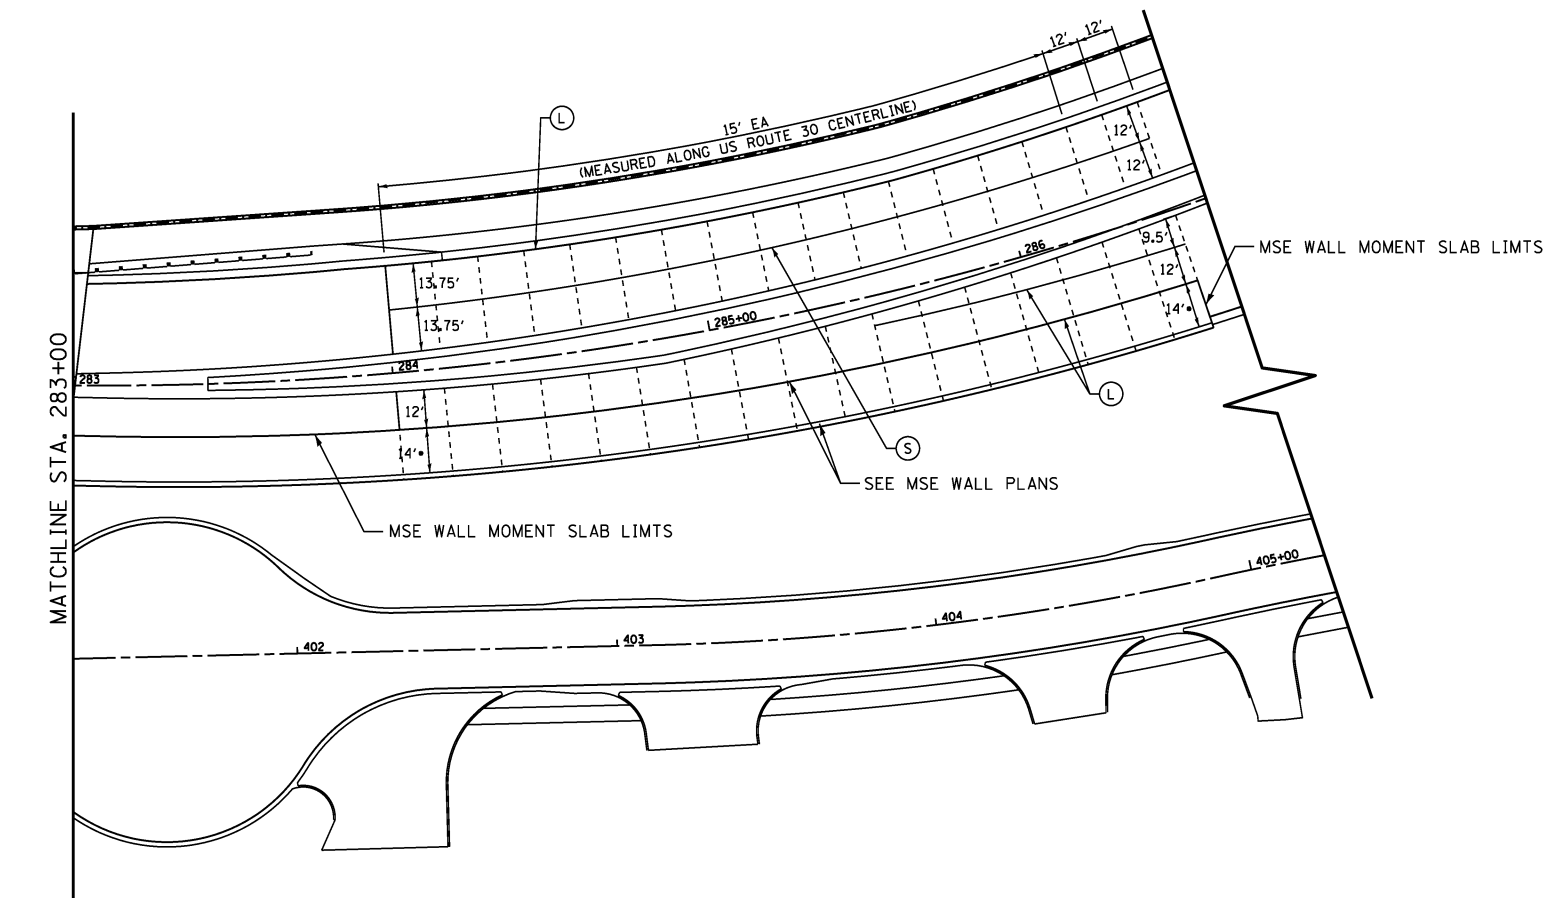 12'
12'
15' EA
(MEASURED ALONG US ROUTE 30 CENTERLINE)
L
12'
12'
9.5'
12'
14'•
MSE WALL MOMENT SLAB LIMTS
13.75'
13.75'
286
285+00
284
283
12'
14'•
L
S
SEE MSE WALL PLANS
MSE WALL MOMENT SLAB LIMTS
MATCHLINE STA. 283+00
402
403
404
405+00